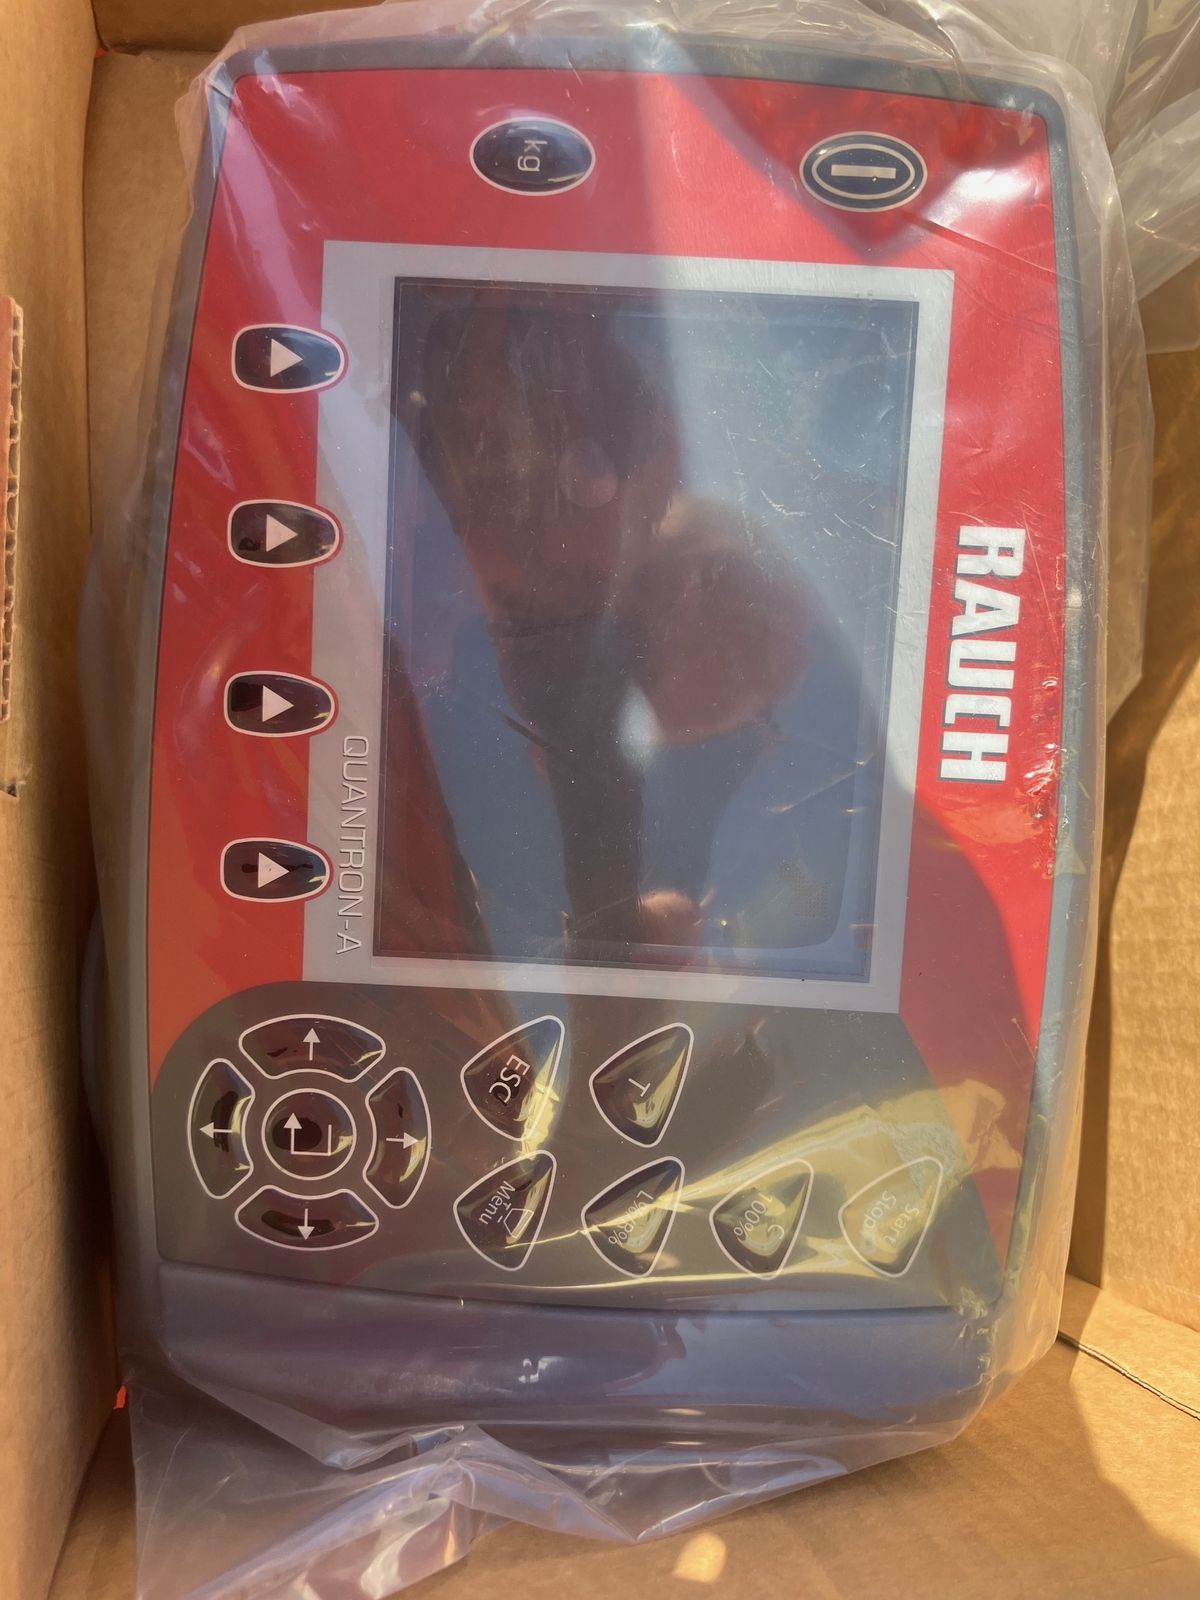 RAUCH
kg
QUANTRON-A
T
ESC
Start
Stop
C
100%
L%/R%
Menu